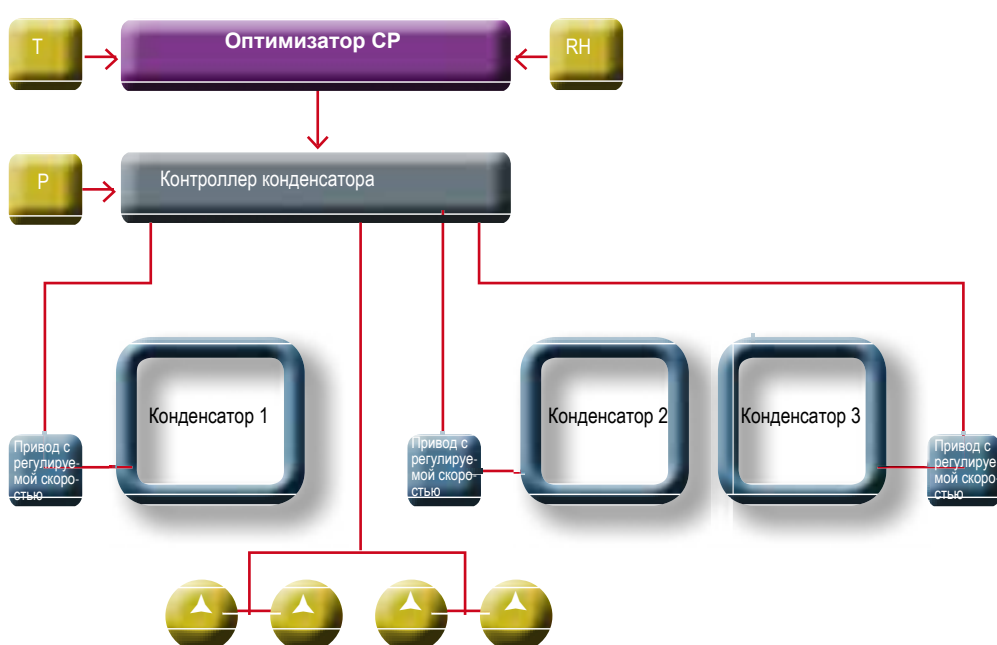 T
Оптимизатор СР
RH
P
Контроллер конденсатора
Конденсатор 1
Конденсатор 2
Конденсатор 3
Привод с
регулируе-
мой скоро-
стью
Привод с
регулируе-
мой скоро-
стью
Привод с
регулируе
мой скоро-
стью